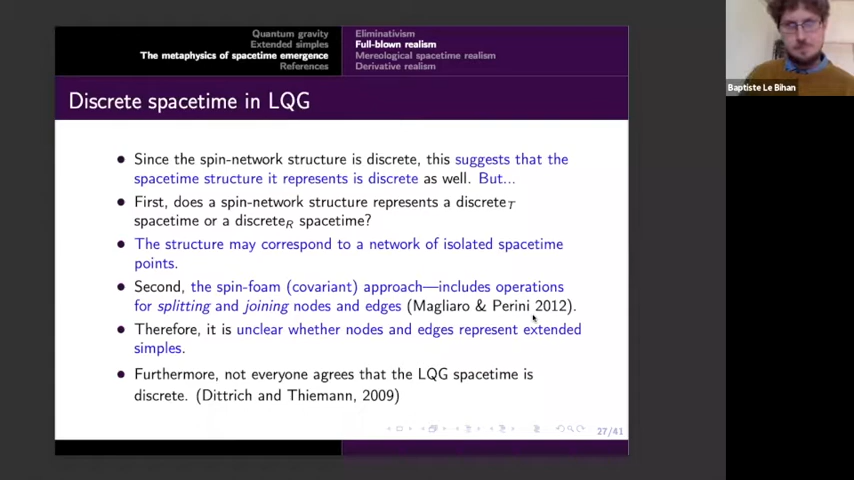 Quantum gravity
Extended simples
The metaphysics of spacetime emergence
References
Eliminativism
Full-blown realism
Mereological spacetime realism
Derivative realism
Discrete spacetime in LQG
• Since the spin-network structure is discrete, this suggests that the
spacetime structure it represents is discrete as well. But...
• First, does a spin-network structure represents a discrete_T
spacetime or a discrete_R spacetime?
• The structure may correspond to a network of isolated spacetime
points.
• Second, the spin-foam (covariant) approach—includes operations
for splitting and joining nodes and edges (Magliaro & Perini 2012).
• Therefore, it is unclear whether nodes and edges represent extended
simples.
• Furthermore, not everyone agrees that the LQG spacetime is
discrete. (Dittrich and Thiemann, 2009)
27/41
Baptiste Le Bihan